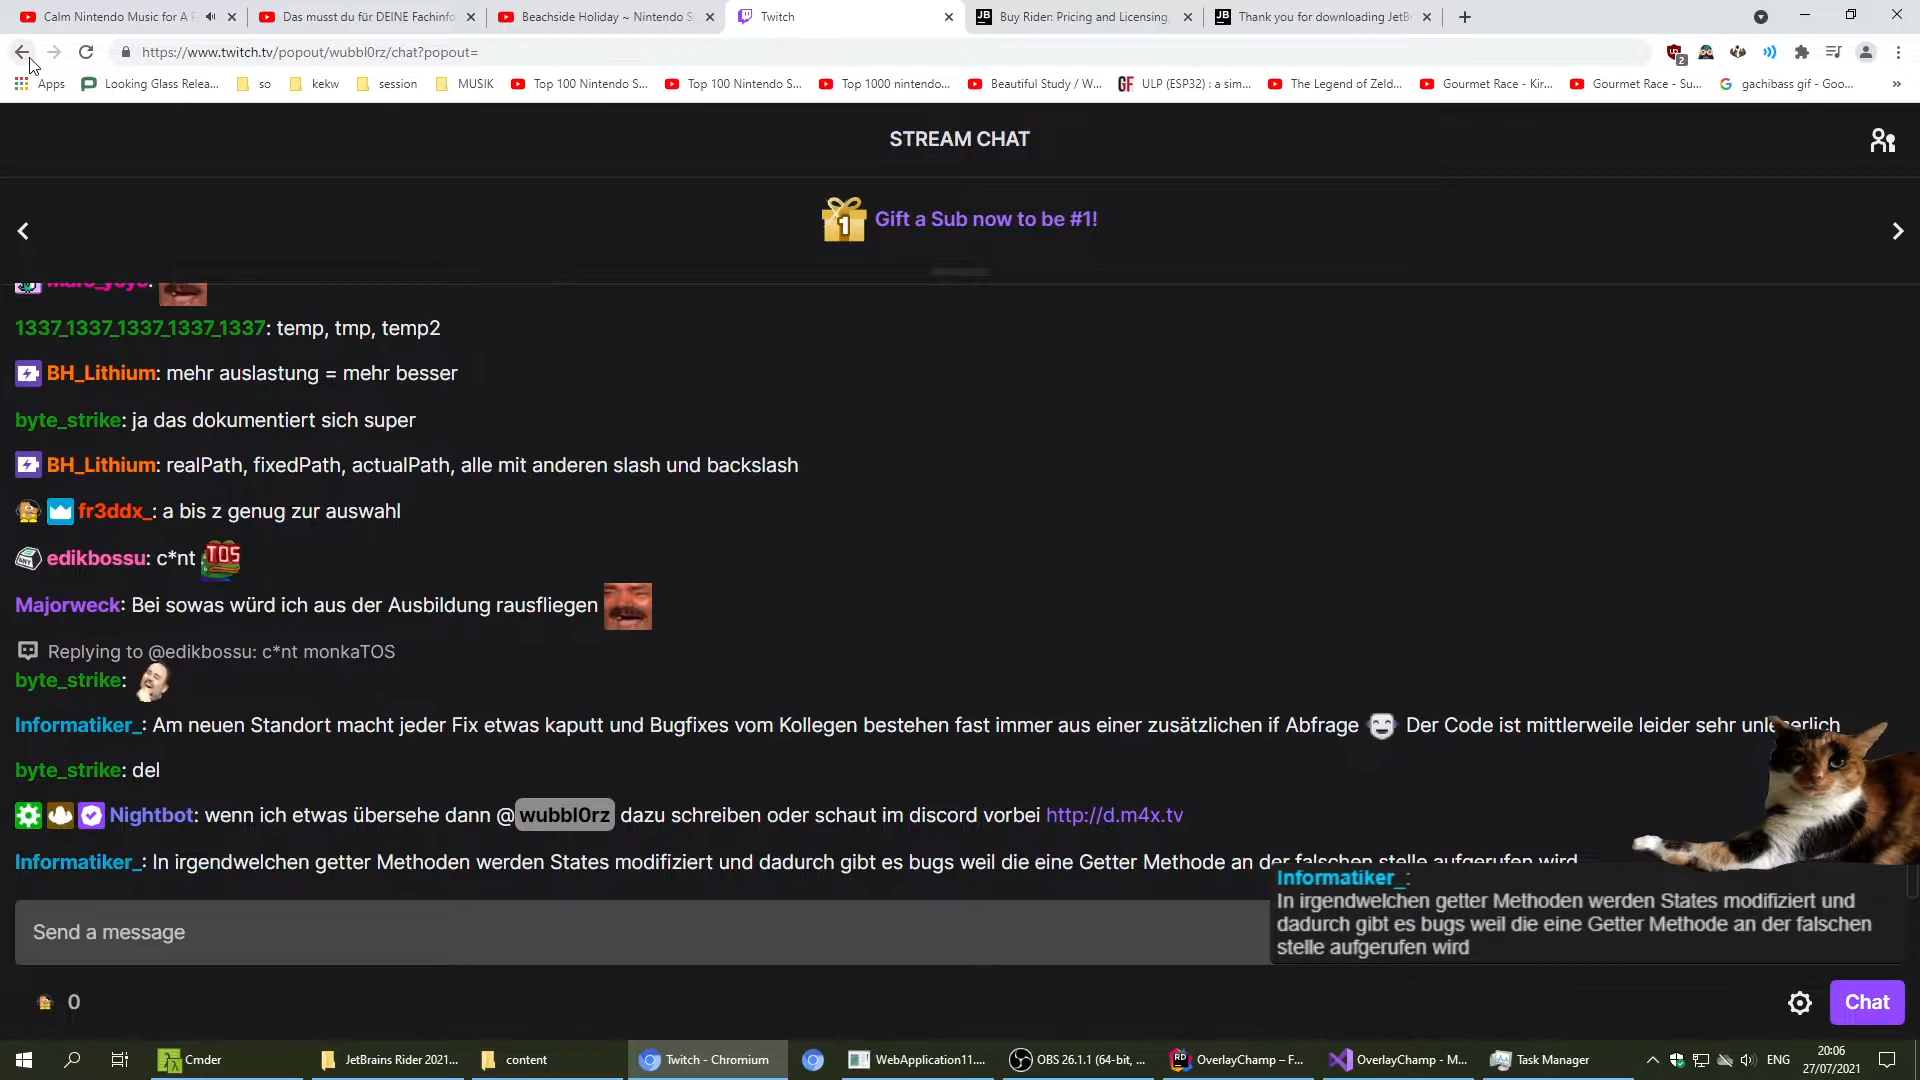 Calm Nintendo Music for A F
Das musst du für DEINE Fachinfo
Beachside Holiday ~ Nintendo S
Twitch
Buy Rider: Pricing and Licensing,
Thank you for downloading JetBr
https://www.twitch.tv/popout/wubbl0rz/chat?popout=
2
Apps
Looking Glass Relea...
so
kekw
session
MUSIK
Top 100 Nintendo S...
Top 100 Nintendo S...
Top 1000 nintendo...
Beautiful Study / W...
GF ULP (ESP32) : a sim...
The Legend of Zeld...
Gourmet Race - Kir...
Gourmet Race - Su...
gachibass gif - Goo...
STREAM CHAT
1 Gift a Sub now to be #1!
1337_1337_1337_1337_1337: temp, tmp, temp2
BH_Lithium: mehr auslastung = mehr besser
byte_strike: ja das dokumentiert sich super
BH_Lithium: realPath, fixedPath, actualPath, alle mit anderen slash und backslash
fr3ddx_: a bis z genug zur auswahl
edikbossu: c*nt TOS
Majorweck: Bei sowas würd ich aus der Ausbildung rausfliegen
Replying to @edikbossu: c*nt monkaTOS
byte_strike:
Informatiker_: Am neuen Standort macht jeder Fix etwas kaputt und Bugfixes vom Kollegen bestehen fast immer aus einer zusätzlichen if Abfrage Der Code ist mittlerweile leider sehr
byte_strike: del
Nightbot: wenn ich etwas übersehe dann @wubbl0rz dazu schreiben oder schaut im discord vorbei http://d.m4x.tv
Informatiker_: In irgendwelchen getter Methoden werden States modifiziert und dadurch gibt es bugs weil die eine Getter Methode an der falschen stelle aufgerufen wird
Informatiker_:
In irgendwelchen getter Methoden werden States modifiziert und
dadurch gibt es bugs weil die eine Getter Methode an der falschen
stelle aufgerufen wird
Send a message
0
Chat
Cmder
JetBrains Rider 2021...
content
Twitch - Chromium
WebApplication11....
OBS 26.1.1 (64-bit, ...
OverlayChamp – F...
OverlayChamp - M...
Task Manager
ENG
20:06
27/07/2021